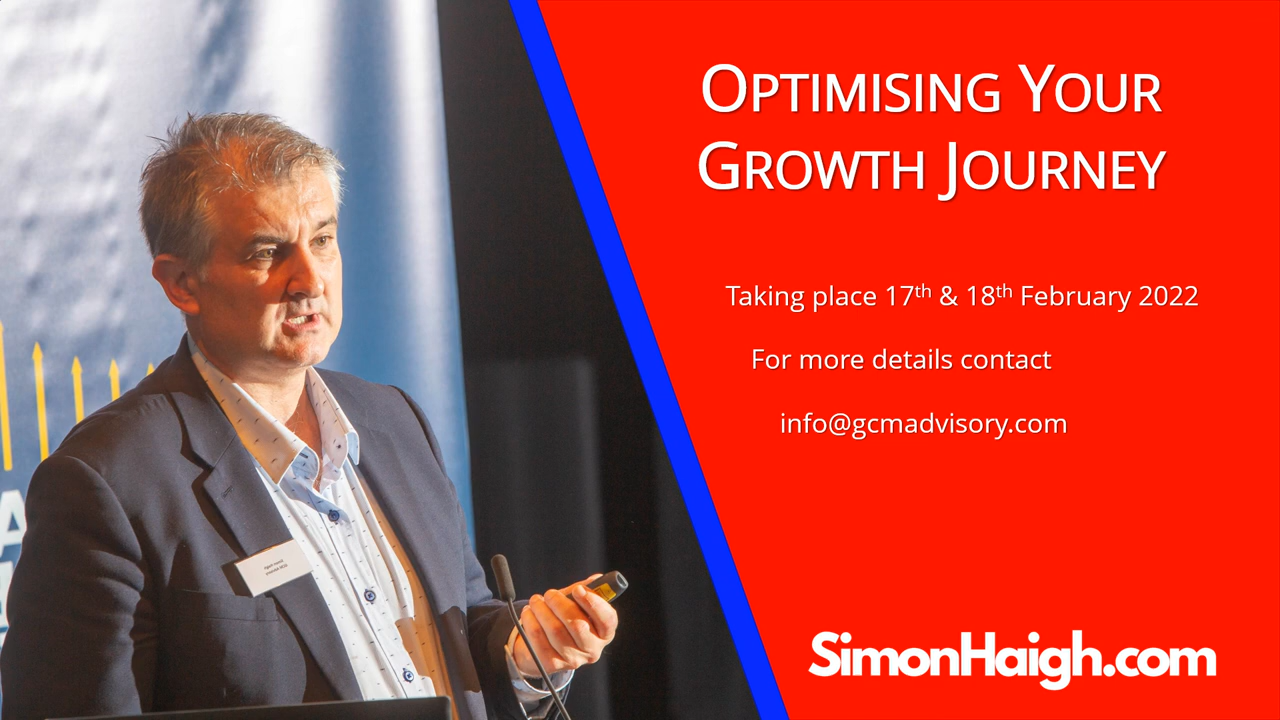 Optimising Your
Growth Journey
Taking place 17th & 18th February 2022
For more details contact
info@gcmadvisory.com
SimonHaigh.com